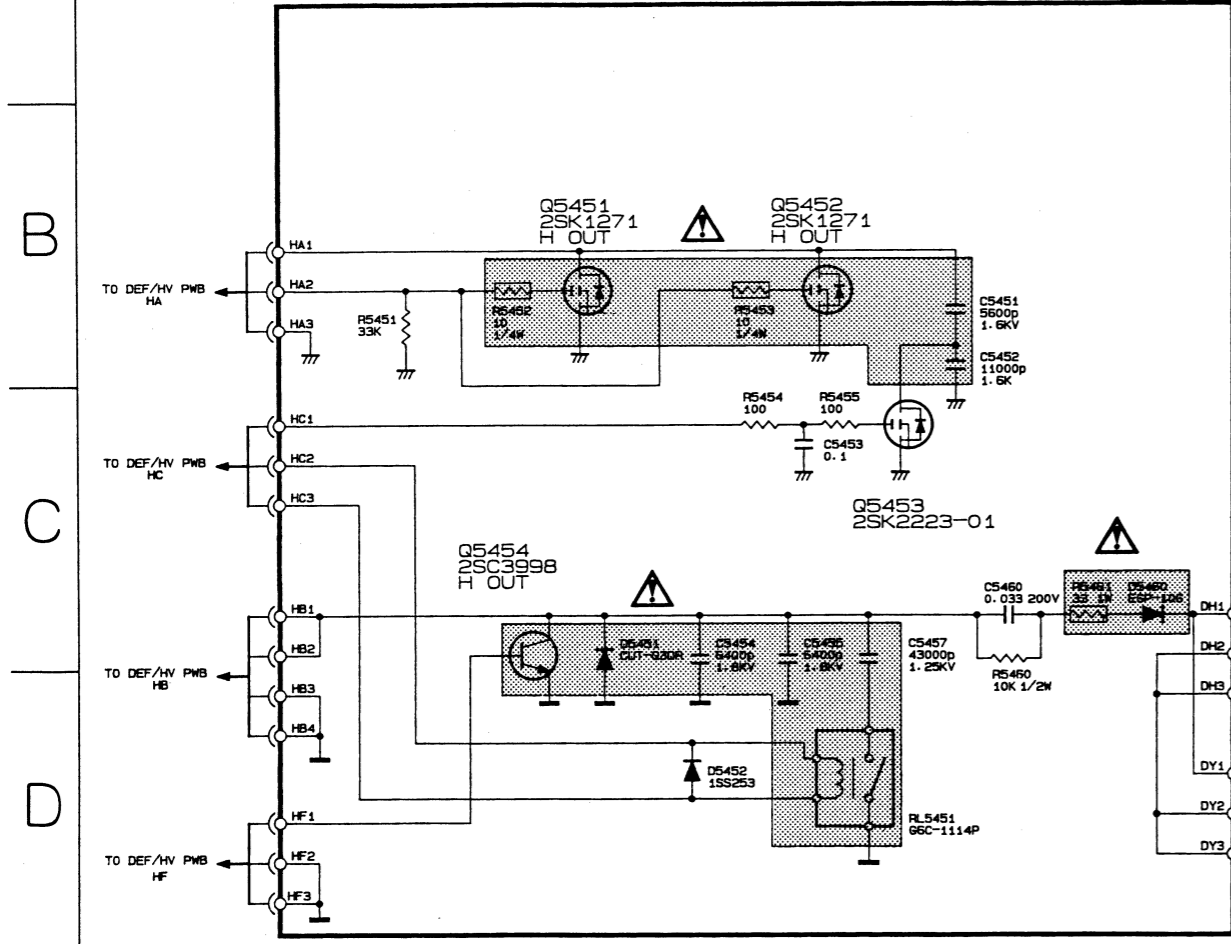 B
C
D
Q5451
2SK1271
H OUT
Q5452
2SK1271
H OUT
HA1
TO DEF/HV PWB
HA
HA2
HA3
R5451
33K
R5452
10
1/4W
R5453
10
1/4W
C5451
5600p
1.6KV
C5452
11000p
1.6K
HC1
TO DEF/HV PWB
HC
HC2
HC3
R5454
100
R5455
100
C5453
0.1
Q5453
2SK2223-01
Q5454
2SC3998
H OUT
C5460
0.033 200V
R5461
33 1W
DH1
HB1
HB2
TO DEF/HV PWB
HB
HB3
HB4
D5451
C5454
6400p
1.8KV
C5455
6400p
1.8KV
C5457
43000p
1.25KV
R5460
10K 1/2W
DH2
DH3
D5452
1SS253
RL5451
G6C-1114P
DY1
DY2
DY3
HF1
TO DEF/HV PWB
HF
HF2
HF3